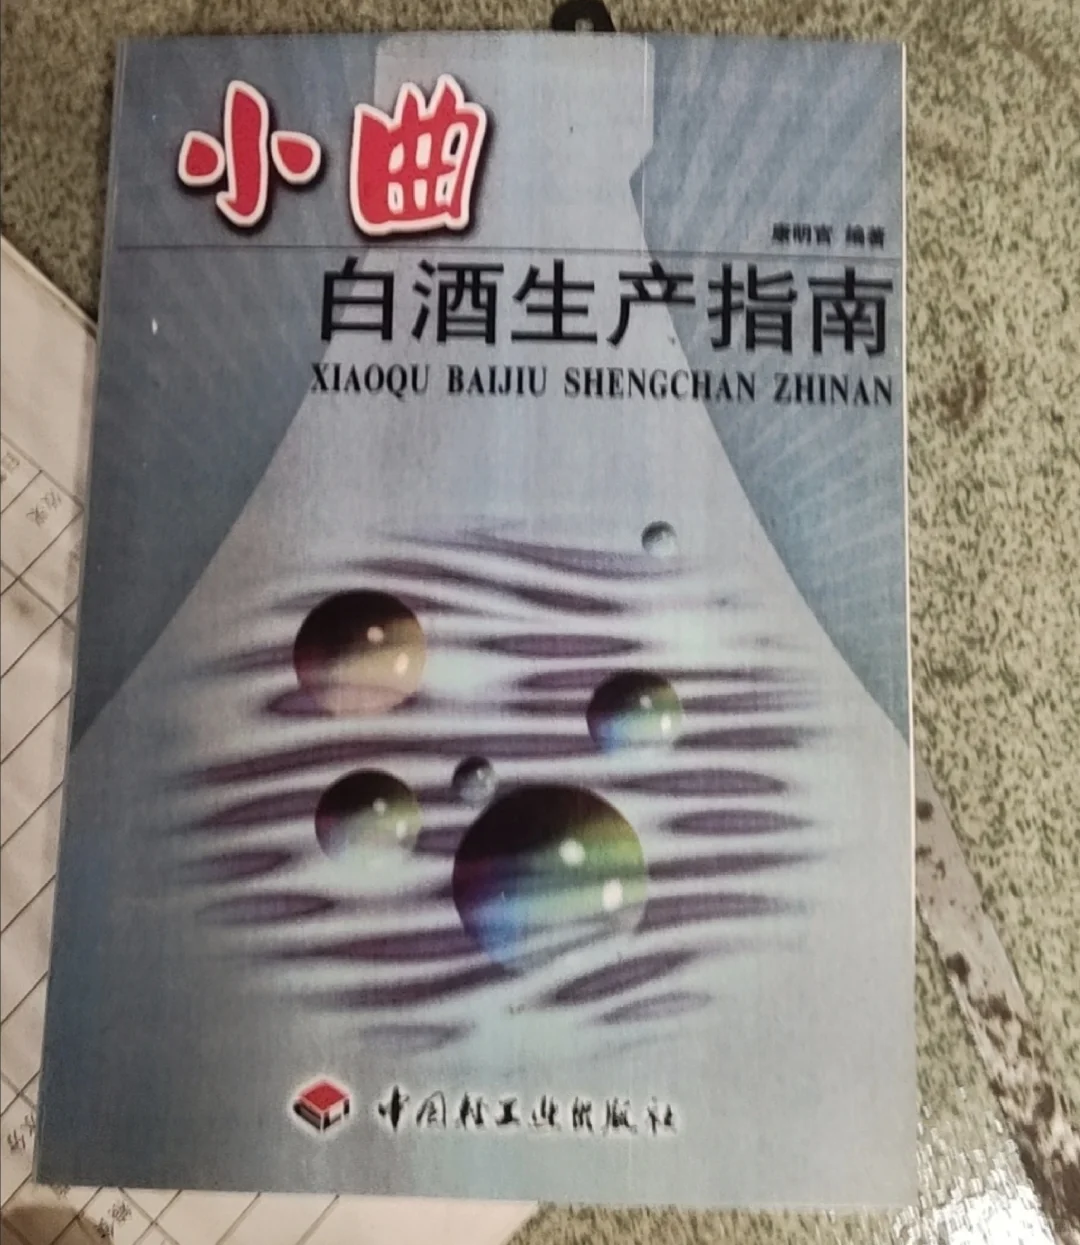 小曲
康明官 编著
白酒生产指南
XIAOQU BAIJIU SHENGCHAN ZHINAN
中国轻工业出版社